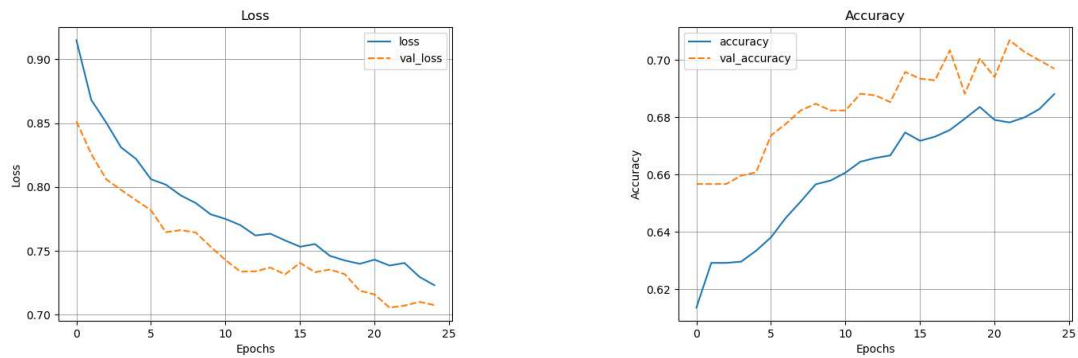 Loss
loss
val_loss
0.90
0.85
0.80
0.75
0.70
Loss
0 5 10 15 20 25
Epochs
Accuracy
accuracy
val_accuracy
0.70
0.68
0.66
0.64
0.62
Accuracy
0 5 10 15 20 25
Epochs